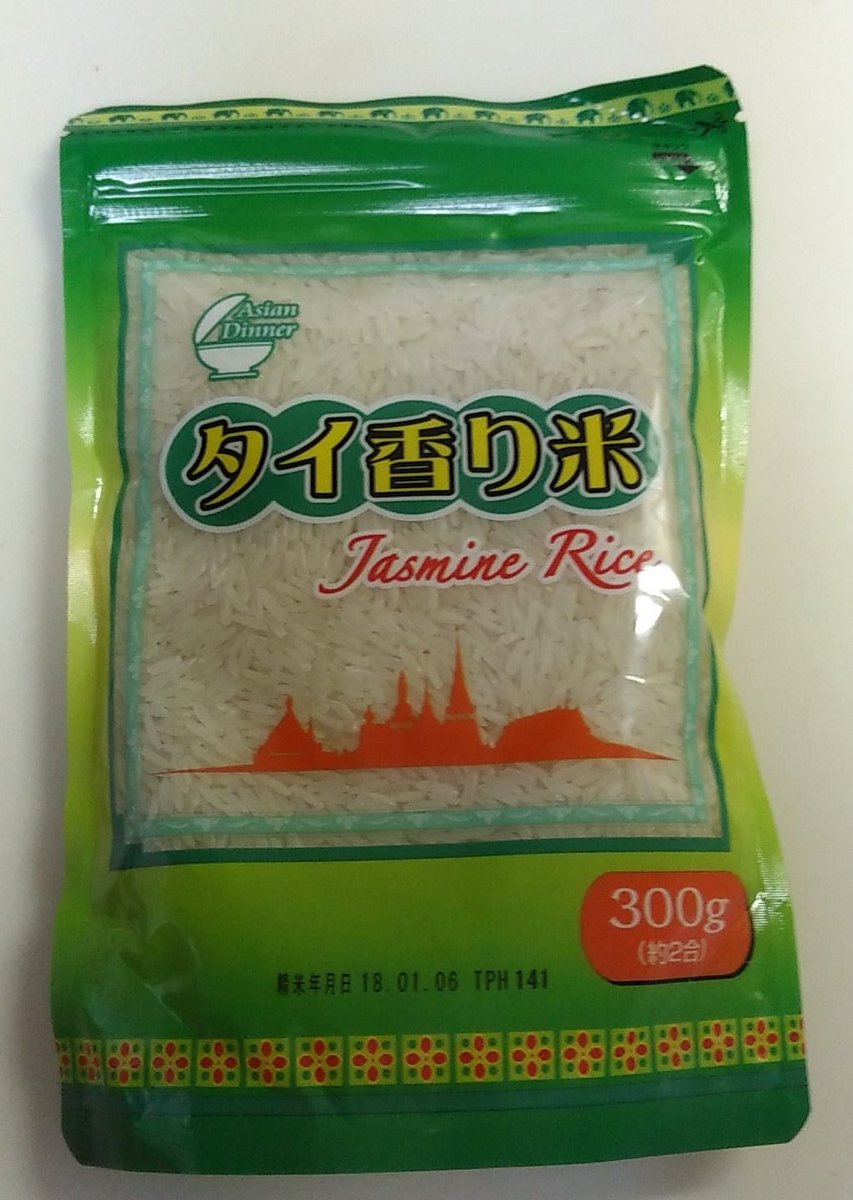 Asian
Dinner
タイ香り米
Jasmine Rice
300g
(約2合)
精米年月日 18.01.06 TPH 141